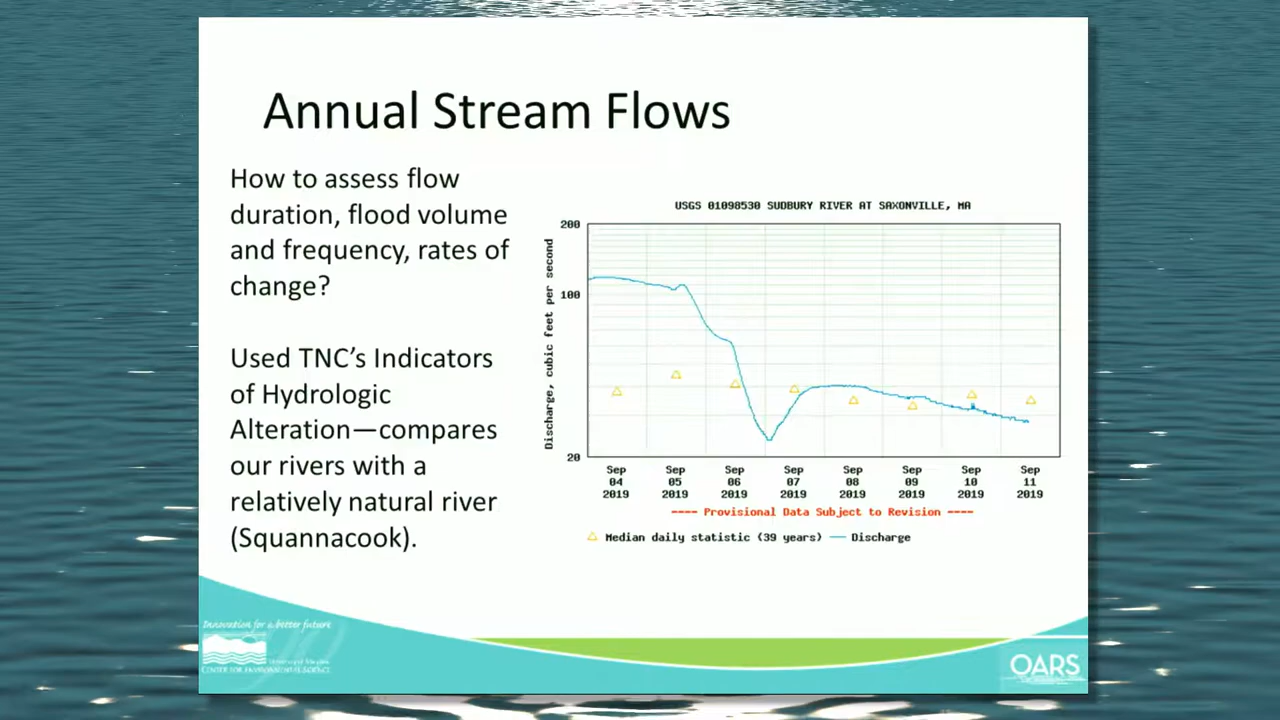 Annual Stream Flows
How to assess flow
duration, flood volume
and frequency, rates of
change?
Used TNC’s Indicators
of Hydrologic
Alteration—compares
our rivers with a
relatively natural river
(Squannacook).
USGS 01098530 SUDBURY RIVER AT SAXONVILLE, MA
Discharge, cubic feet per second
200
100
20
Sep 04 2019
Sep 05 2019
Sep 06 2019
Sep 07 2019
Sep 08 2019
Sep 09 2019
Sep 10 2019
Sep 11 2019
---- Provisional Data Subject to Revision ----
Median daily statistic (39 years)
Discharge
Innovation for a better future
CENTER FOR ENVIRONMENTAL SCIENCE
OARS